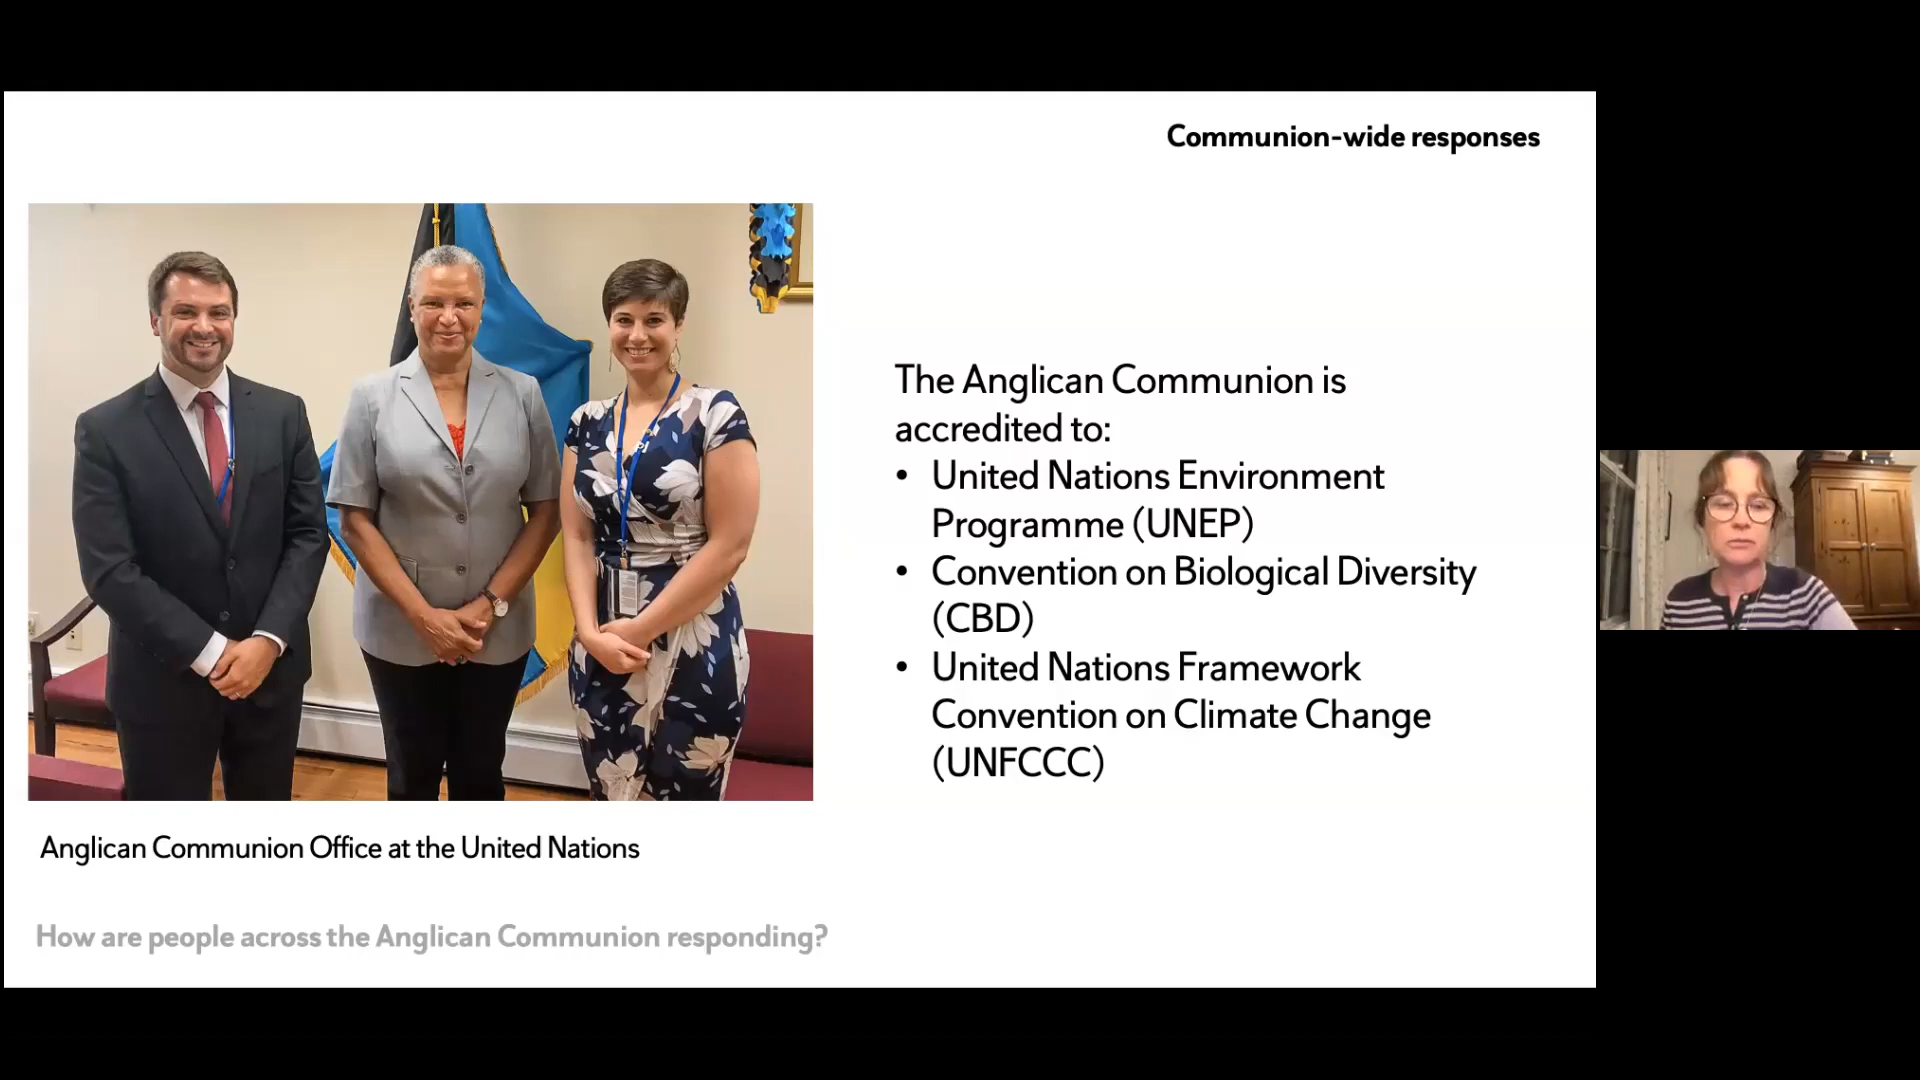 Communion-wide responses
The Anglican Communion is
accredited to:
• United Nations Environment
Programme (UNEP)
• Convention on Biological Diversity
(CBD)
• United Nations Framework
Convention on Climate Change
(UNFCCC)
Anglican Communion Office at the United Nations
How are people across the Anglican Communion responding?